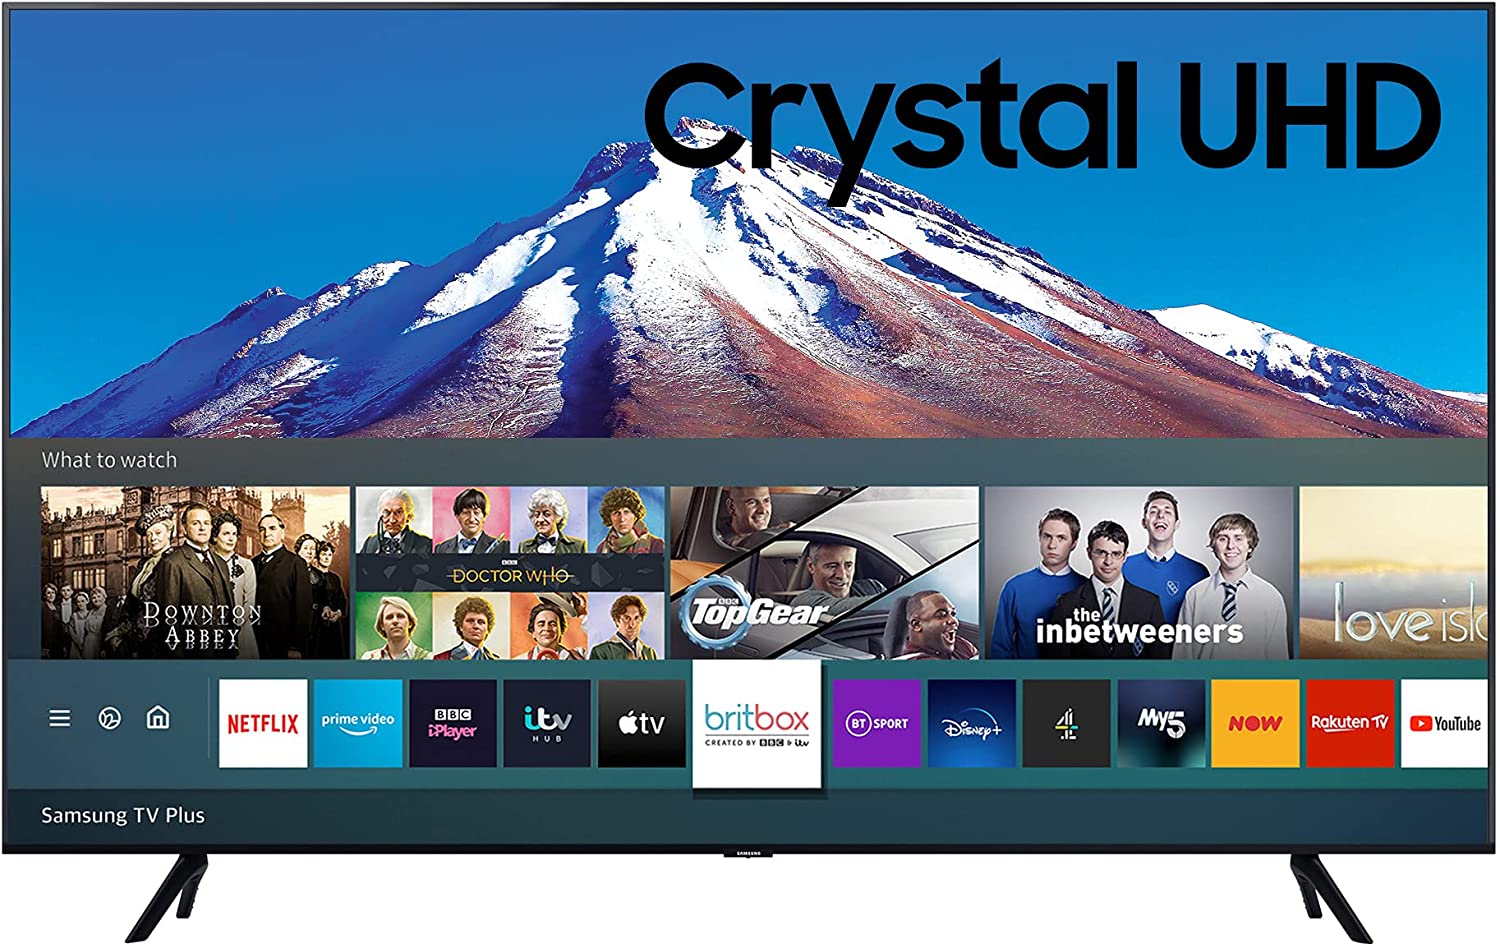 Crystal UHD
What to watch
DOWNTON
ABBEY
BBC
DOCTOR WHO
BBC
TopGear
the
inbetweeners
love isl
NETFLIX
prime video
BBC
iPlayer
itv
HUB
tv
britbox
CREATED BY BBC & itv
BT SPORT
Disney+
4
My5
NOW
Rakuten TV
YouTube
Samsung TV Plus
SAMSUNG